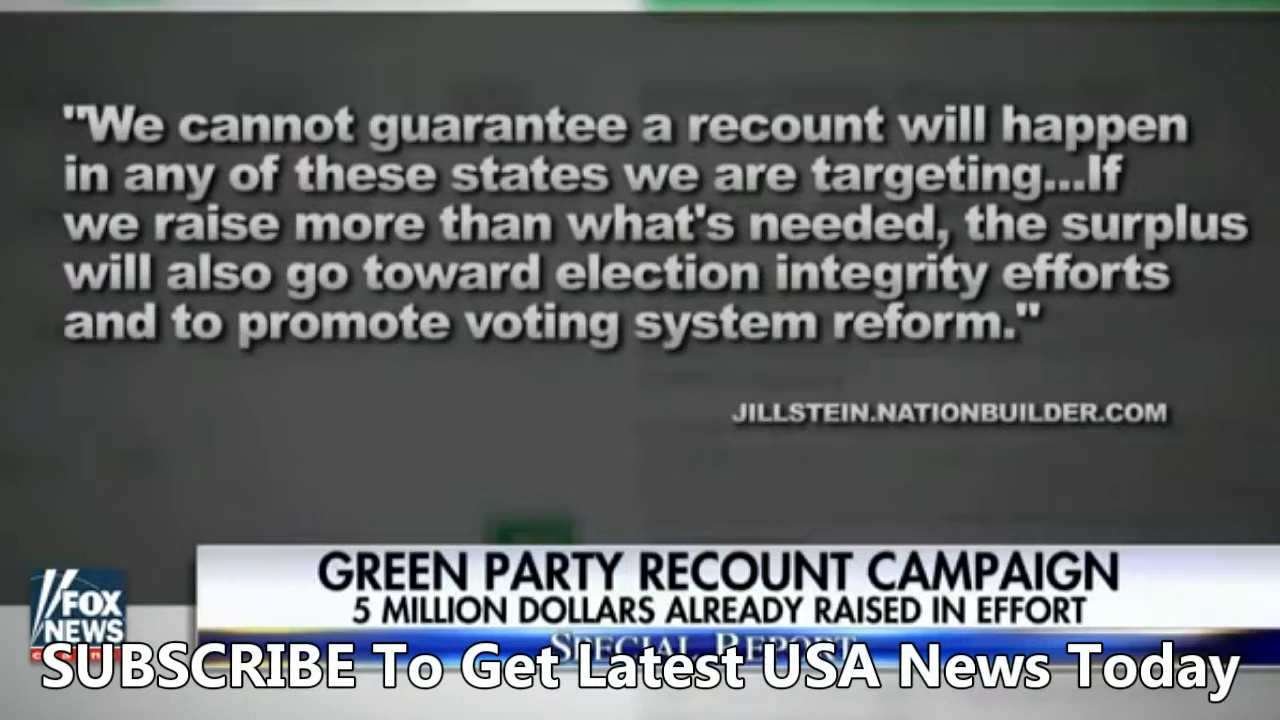 "We cannot guarantee a recount will happen
in any of these states we are targeting...If
we raise more than what's needed, the surplus
will also go toward election integrity efforts
and to promote voting system reform."
JILLSTEIN.NATIONBUILDER.COM
GREEN PARTY RECOUNT CAMPAIGN
5 MILLION DOLLARS ALREADY RAISED IN EFFORT
FOX
NEWS
SPECIAL REPORT
SUBSCRIBE To Get Latest USA News Today